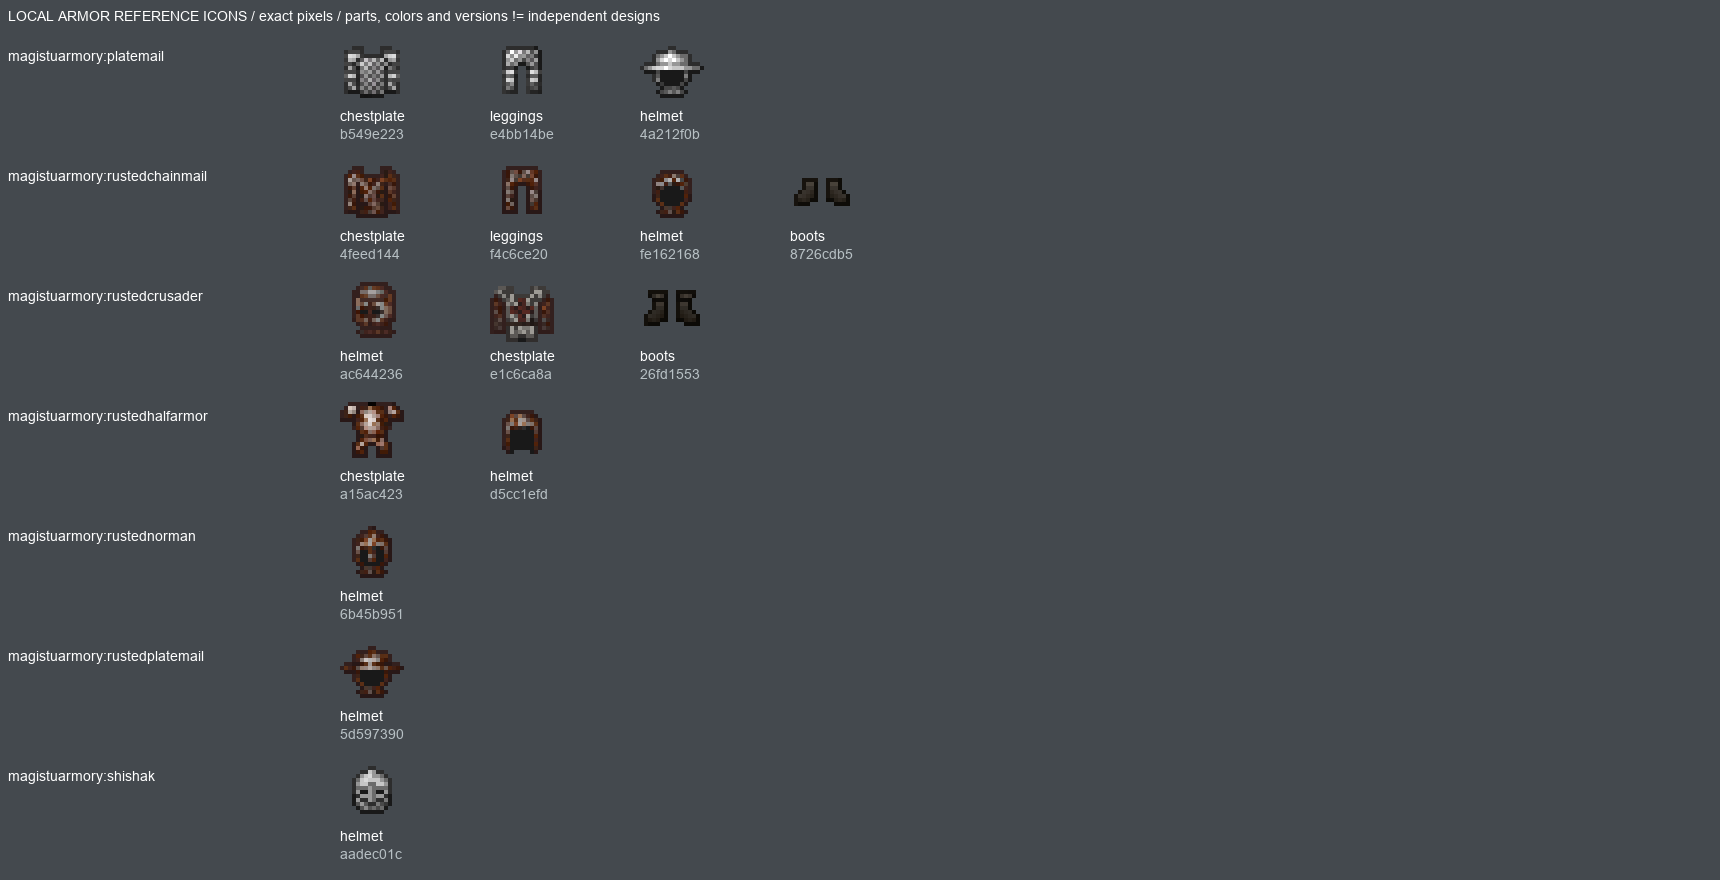 LOCAL ARMOR REFERENCE ICONS / exact pixels / parts, colors and versions != independent designs
magistuarmory:platemail
chestplate leggings helmet
b549e223 e4bb14be 4a212f0b
magistuarmory:rustedchainmail
chestplate leggings helmet boots
4feed144 f4c6ce20 fe162168 8726cdb5
magistuarmory:rustedcrusader
helmet chestplate boots
ac644236 e1c6ca8a 26fd1553
magistuarmory:rustedhalfarmor
chestplate helmet
a15ac423 d5cc1efd
magistuarmory:rustednorman
helmet
6b45b951
magistuarmory:rustedplatemail
helmet
5d597390
magistuarmory:shishak
helmet
aadec01c